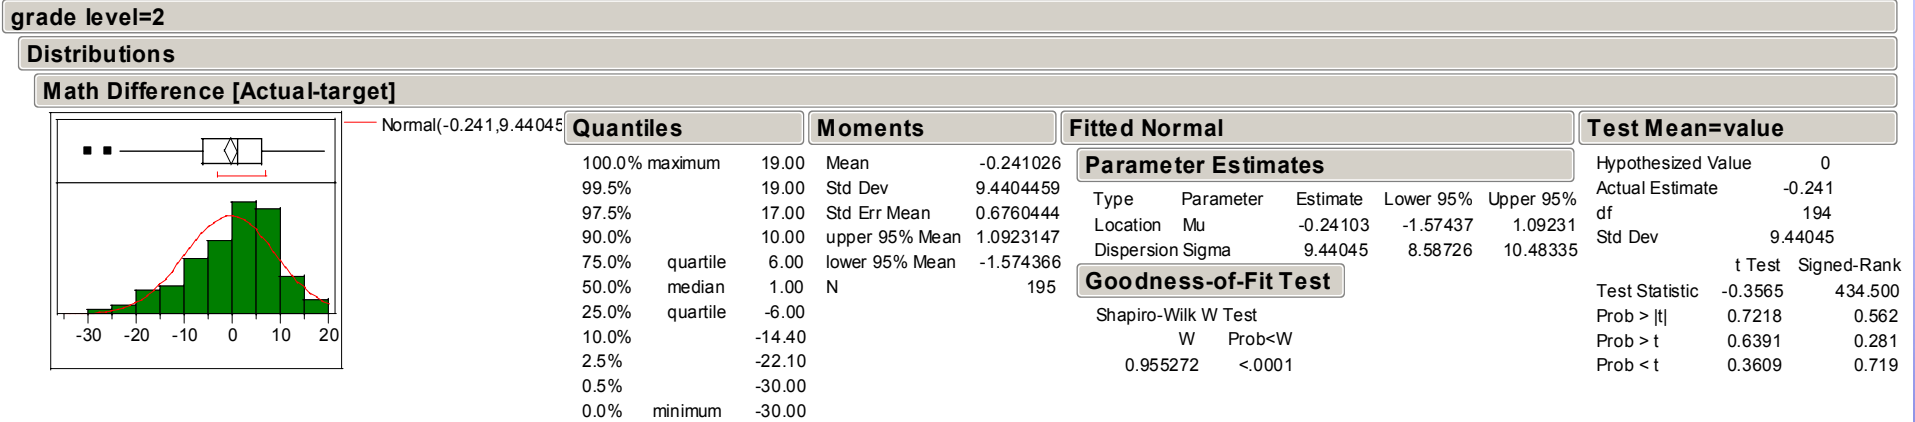 grade level=2
Distributions
Math Difference [Actual-target]
Normal(-0.241,9.44045
-30 -20 -10 0 10 20
Quantiles
100.0% maximum 19.00
99.5% 19.00
97.5% 17.00
90.0% 10.00
75.0% quartile 6.00
50.0% median 1.00
25.0% quartile -6.00
10.0% -14.40
2.5% -22.10
0.5% -30.00
0.0% minimum -30.00
Moments
Mean -0.241026
Std Dev 9.4404459
Std Err Mean 0.6760444
upper 95% Mean 1.0923147
lower 95% Mean -1.574366
N 195
Fitted Normal
Parameter Estimates
Type Parameter Estimate Lower 95% Upper 95%
Location Mu -0.24103 -1.57437 1.09231
Dispersion Sigma 9.44045 8.58726 10.48335
Goodness-of-Fit Test
Shapiro-Wilk W Test
W Prob<W
0.955272 <.0001
Test Mean=value
Hypothesized Value 0
Actual Estimate -0.241
df 194
Std Dev 9.44045
t Test Signed-Rank
Test Statistic -0.3565 434.500
Prob > |t| 0.7218 0.562
Prob > t 0.6391 0.281
Prob < t 0.3609 0.719